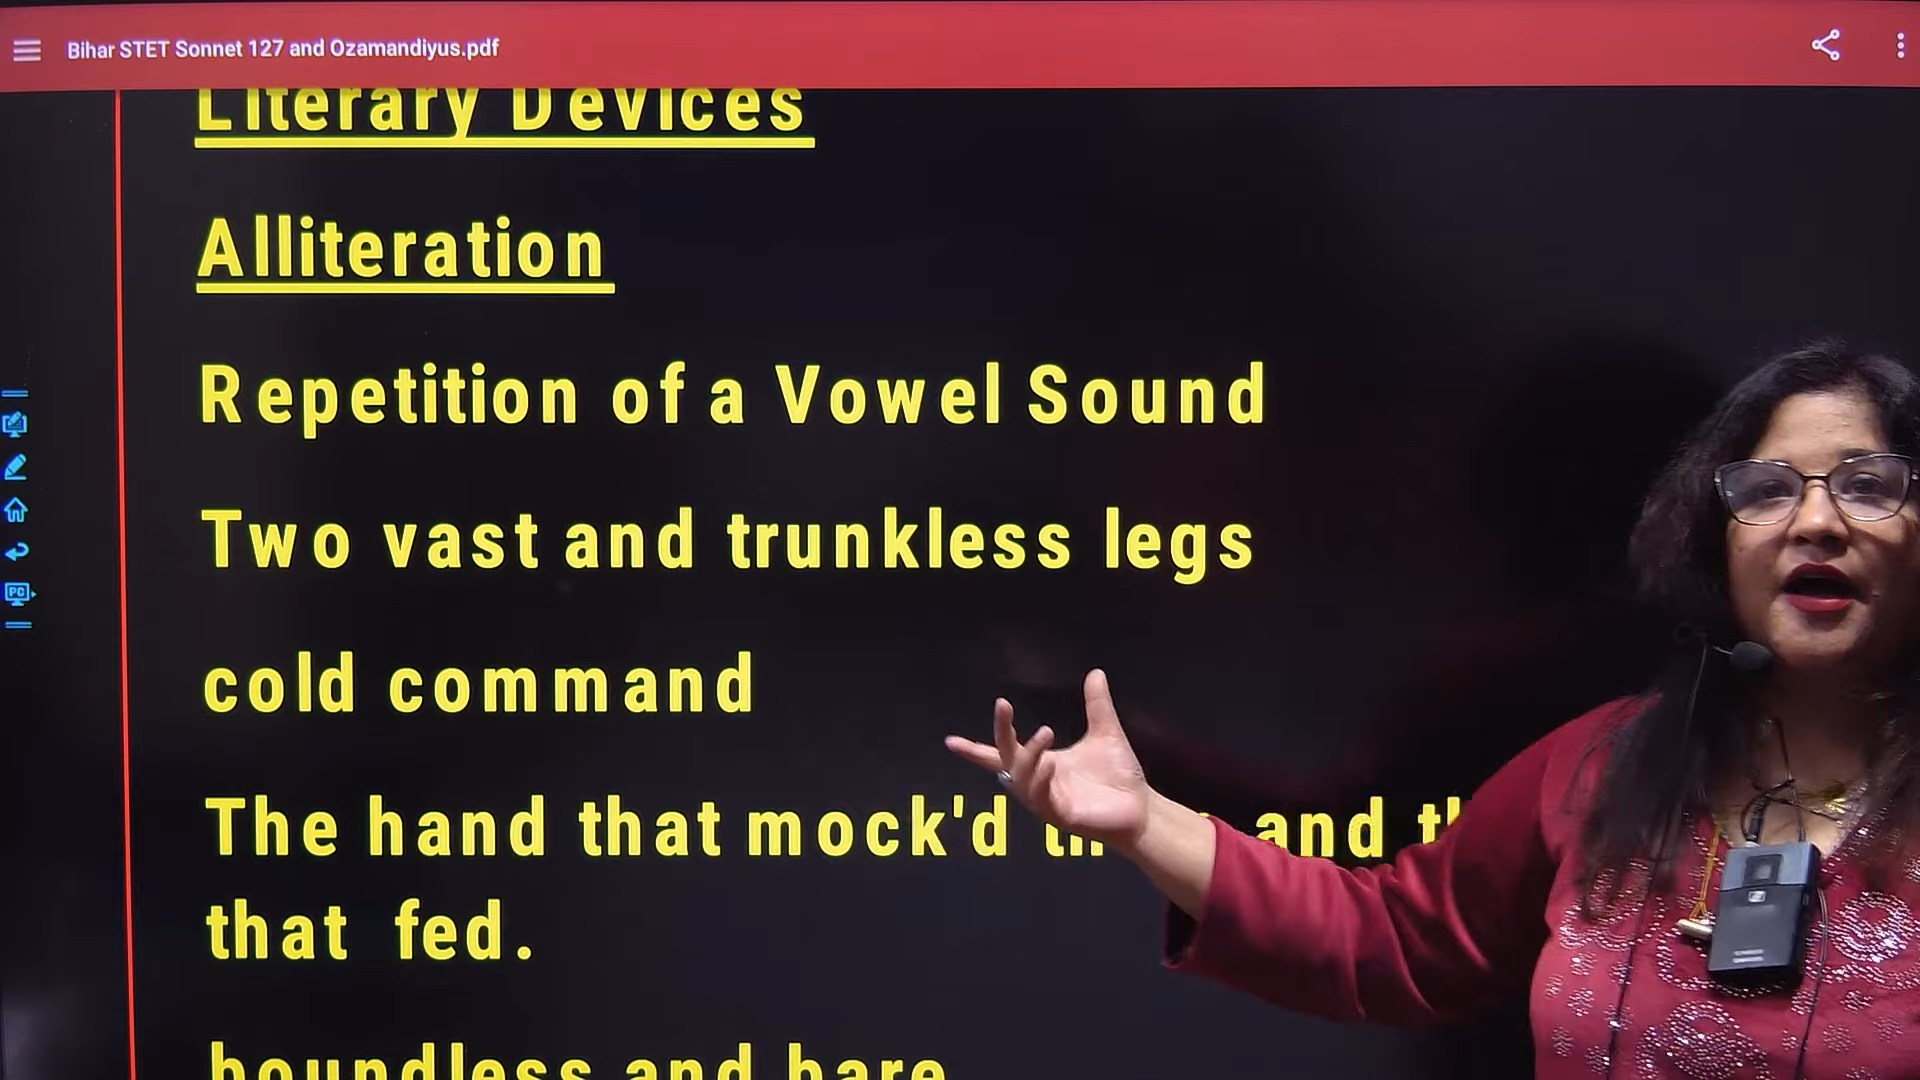 Bihar STET Sonnet 127 and Ozamandiyus.pdf
Literary Devices
Alliteration
Repetition of a Vowel Sound
Two vast and trunkless legs
cold command
The hand that mock'd and
that fed.
boundless and bare
PC